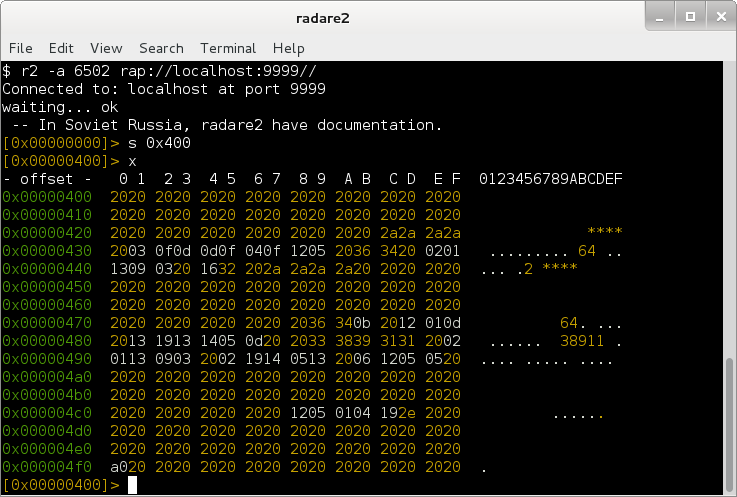 radare2
File Edit View Search Terminal Help
$ r2 -a 6502 rap://localhost:9999//
Connected to: localhost at port 9999
waiting... ok
 -- In Soviet Russia, radare2 have documentation.
[0x00000000]> s 0x400
[0x00000400]> x
- offset -   0 1  2 3  4 5  6 7  8 9  A B  C D  E F  0123456789ABCDEF
0x00000400  2020 2020 2020 2020 2020 2020 2020 2020
0x00000410  2020 2020 2020 2020 2020 2020 2020 2020
0x00000420  2020 2020 2020 2020 2020 2020 2a2a 2a2a              ****
0x00000430  2003 0f0d 0d0f 040f 1205 2036 3420 0201   ......... 64 ..
0x00000440  1309 0320 1632 202a 2a2a 2a20 2020 2020  ... .2 ****
0x00000450  2020 2020 2020 2020 2020 2020 2020 2020
0x00000460  2020 2020 2020 2020 2020 2020 2020 2020
0x00000470  2020 2020 2020 2020 2036 340b 2012 010d           64. ...
0x00000480  2013 1913 1405 0d20 2033 3839 3131 2002   ......  38911 .
0x00000490  0113 0903 2002 1914 0513 2006 1205 0520  .... ..... ....
0x000004a0  2020 2020 2020 2020 2020 2020 2020 2020
0x000004b0  2020 2020 2020 2020 2020 2020 2020 2020
0x000004c0  2020 2020 2020 2020 1205 0104 192e 2020          ......
0x000004d0  2020 2020 2020 2020 2020 2020 2020 2020
0x000004e0  2020 2020 2020 2020 2020 2020 2020 2020
0x000004f0  a020 2020 2020 2020 2020 2020 2020 2020  .
[0x00000400]>